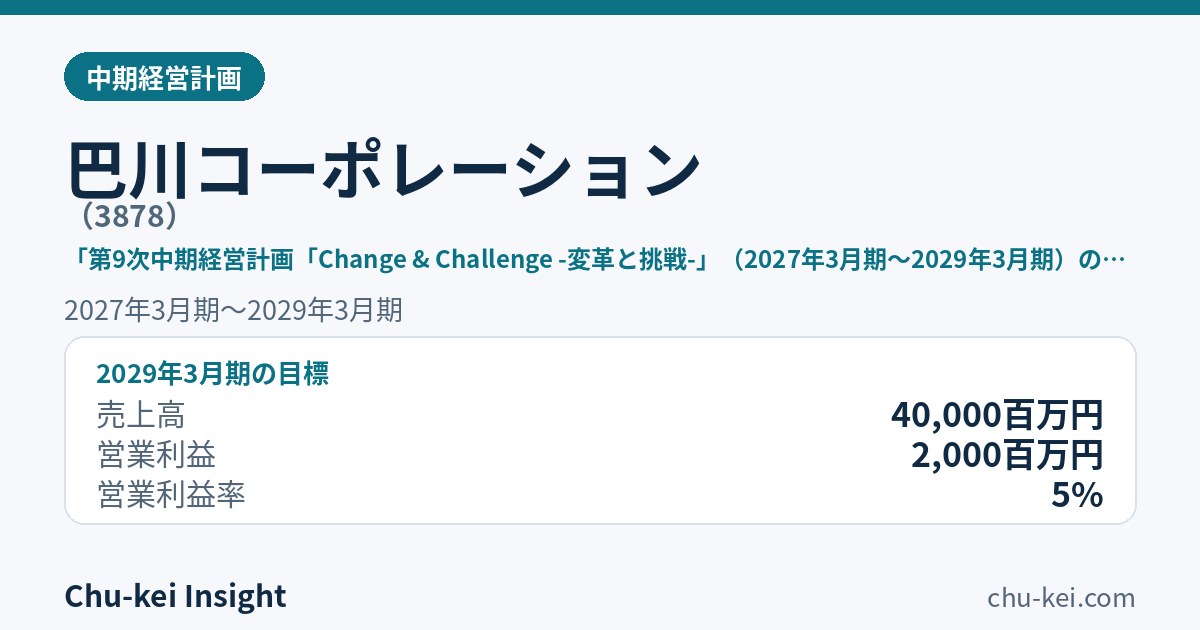 中期経営計画
巴川コーポレーション
（3878）
「第9次中期経営計画「Change & Challenge -変革と挑戦-」（2027年3月期～2029年3月期）の…
2027年3月期～2029年3月期
2029年3月期の目標
売上高 40,000百万円
営業利益 2,000百万円
営業利益率 5%
Chu-kei Insight chu-kei.com